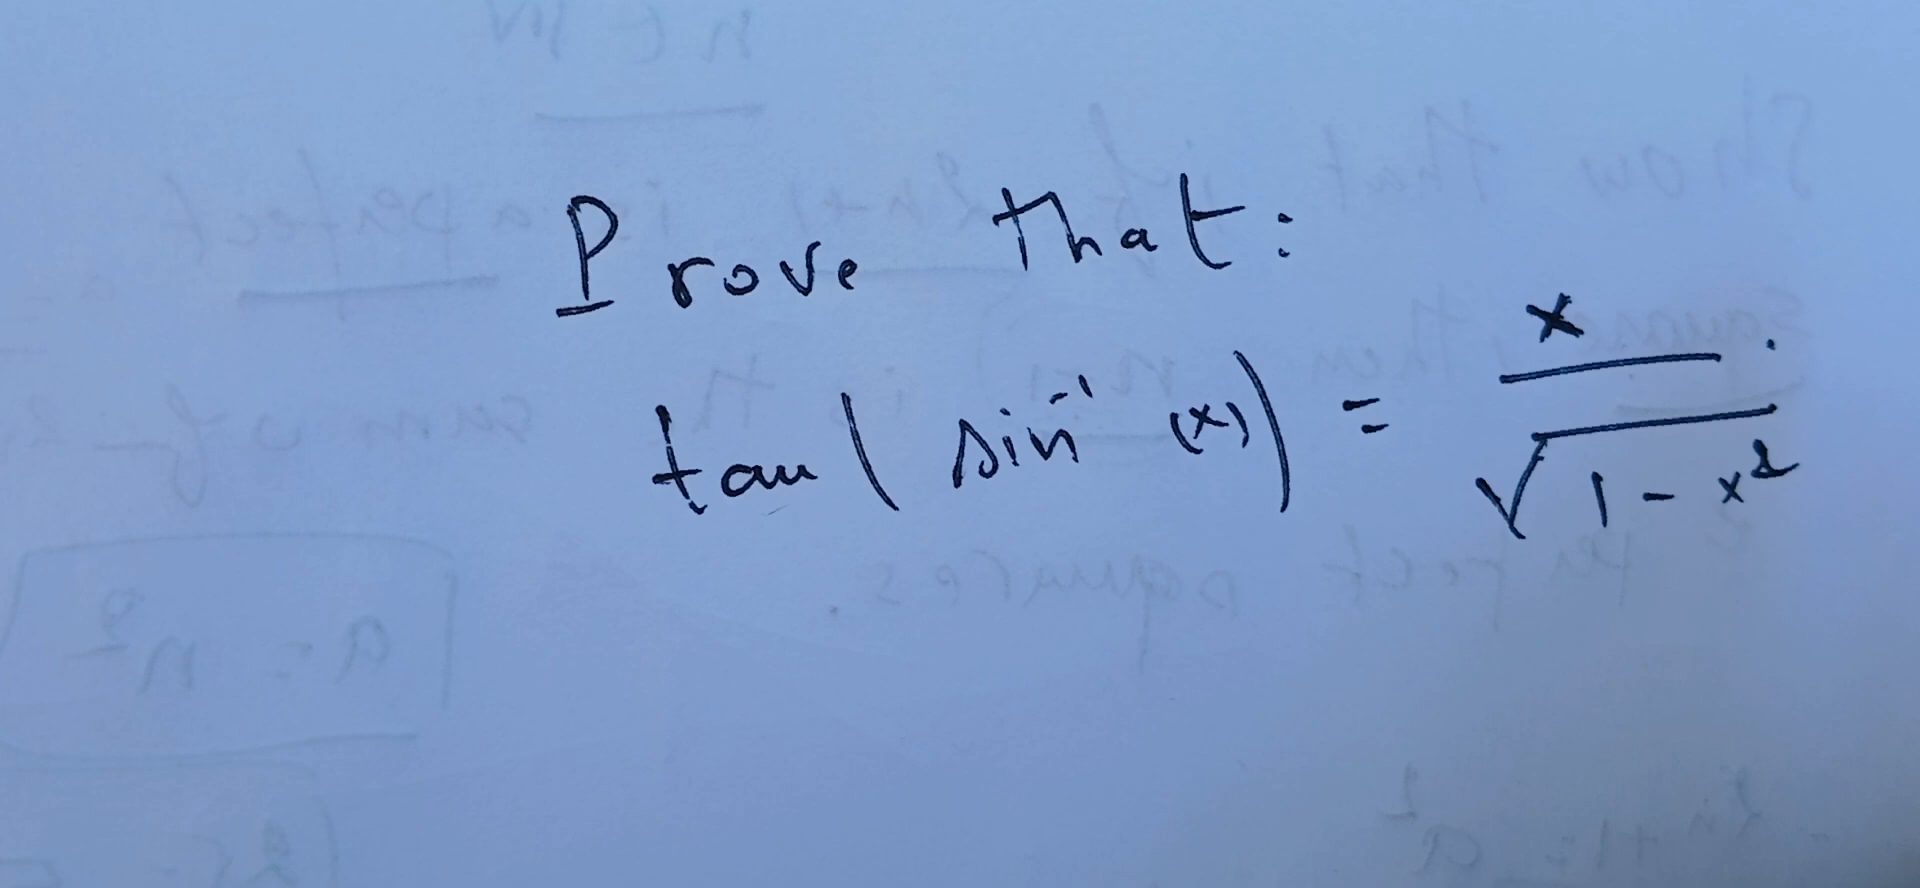 Prove that:
tan(sin⁻¹(x)) = x / √(1 - x²).